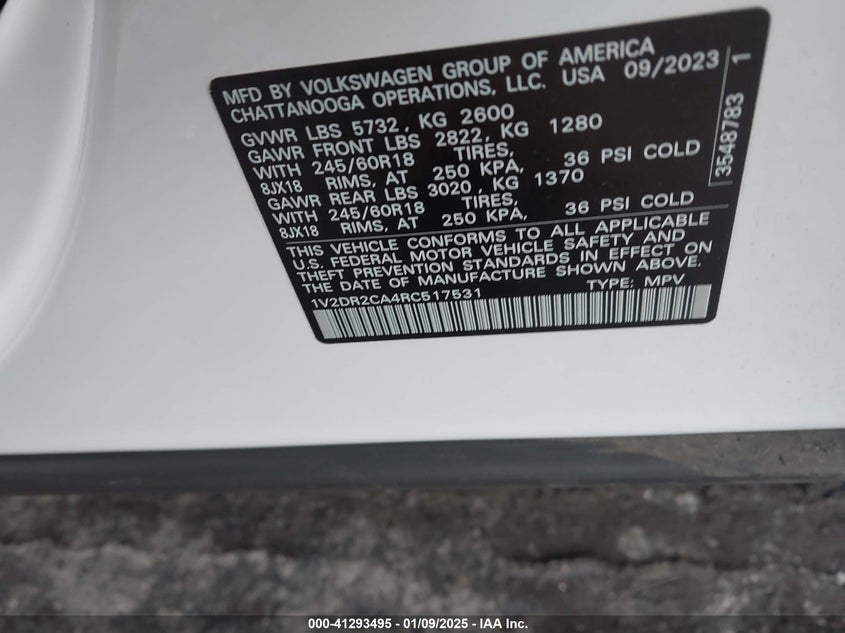 MFD BY VOLKSWAGEN GROUP OF AMERICA
CHATTANOOGA OPERATIONS, LLC. USA 09/2023
GVWR LBS 5732, KG 2600
GAWR FRONT LBS 2822, KG 1280
WITH 245/60R18 TIRES,
8JX18 RIMS, AT 250 KPA, 36 PSI COLD
GAWR REAR LBS 3020, KG 1370
WITH 245/60R18 TIRES,
8JX18 RIMS, AT 250 KPA, 36 PSI COLD
THIS VEHICLE CONFORMS TO ALL APPLICABLE
U.S. FEDERAL MOTOR VEHICLE SAFETY AND
THEFT PREVENTION STANDARDS IN EFFECT ON
THE DATE OF MANUFACTURE SHOWN ABOVE.
1V2DR2CA4RC517531 TYPE: MPV
3548783 1
000-41293495 - 01/09/2025 - IAA Inc.